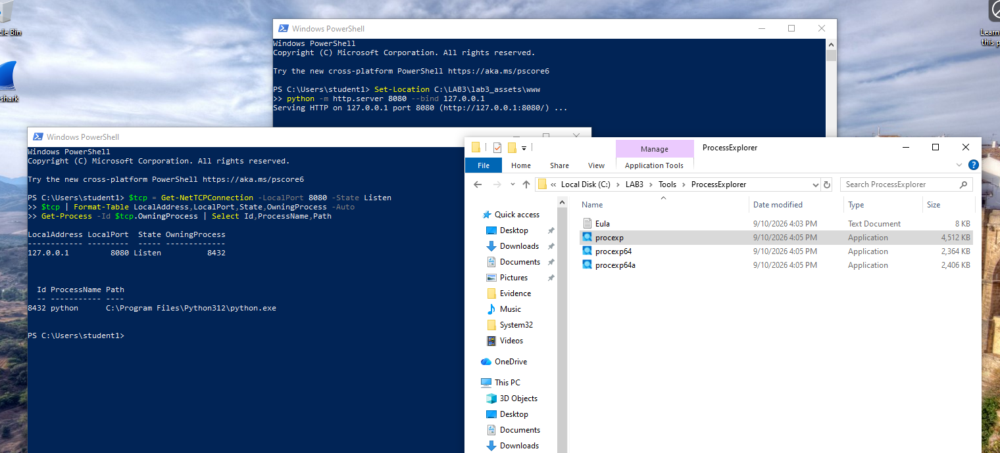 cle Bin
shark
Learn
this p
Windows PowerShell
Windows PowerShell
Copyright (C) Microsoft Corporation. All rights reserved.
Try the new cross-platform PowerShell https://aka.ms/pscore6
PS C:\Users\student1> Set-Location C:\LAB3\lab3_assets\www
>> python -m http.server 8080 --bind 127.0.0.1
Serving HTTP on 127.0.0.1 port 8080 (http://127.0.0.1:8080/) ...
Windows PowerShell
Windows PowerShell
Copyright (C) Microsoft Corporation. All rights reserved.
Try the new cross-platform PowerShell https://aka.ms/pscore6
PS C:\Users\student1> $tcp = Get-NetTCPConnection -LocalPort 8080 -State Listen
>> $tcp | Format-Table LocalAddress,LocalPort,State,OwningProcess -Auto
>> Get-Process -Id $tcp.OwningProcess | Select Id,ProcessName,Path
LocalAddress LocalPort  State OwningProcess
------------ ---------  ----- -------------
127.0.0.1         8080 Listen          8432
  Id ProcessName Path
  -- ----------- ----
8432 python      C:\Program Files\Python312\python.exe
PS C:\Users\student1>
Manage
ProcessExplorer
File Home Share View Application Tools
« Local Disk (C:) › LAB3 › Tools › ProcessExplorer
Search ProcessExplorer
Quick access
Desktop
Downloads
Documents
Pictures
Evidence
Music
System32
Videos
OneDrive
This PC
3D Objects
Desktop
Documents
Downloads
Name Date modified Type Size
Eula 9/10/2026 4:03 PM Text Document 8 KB
procexp 9/10/2026 4:05 PM Application 4,512 KB
procexp64 9/10/2026 4:05 PM Application 2,364 KB
procexp64a 9/10/2026 4:05 PM Application 2,406 KB